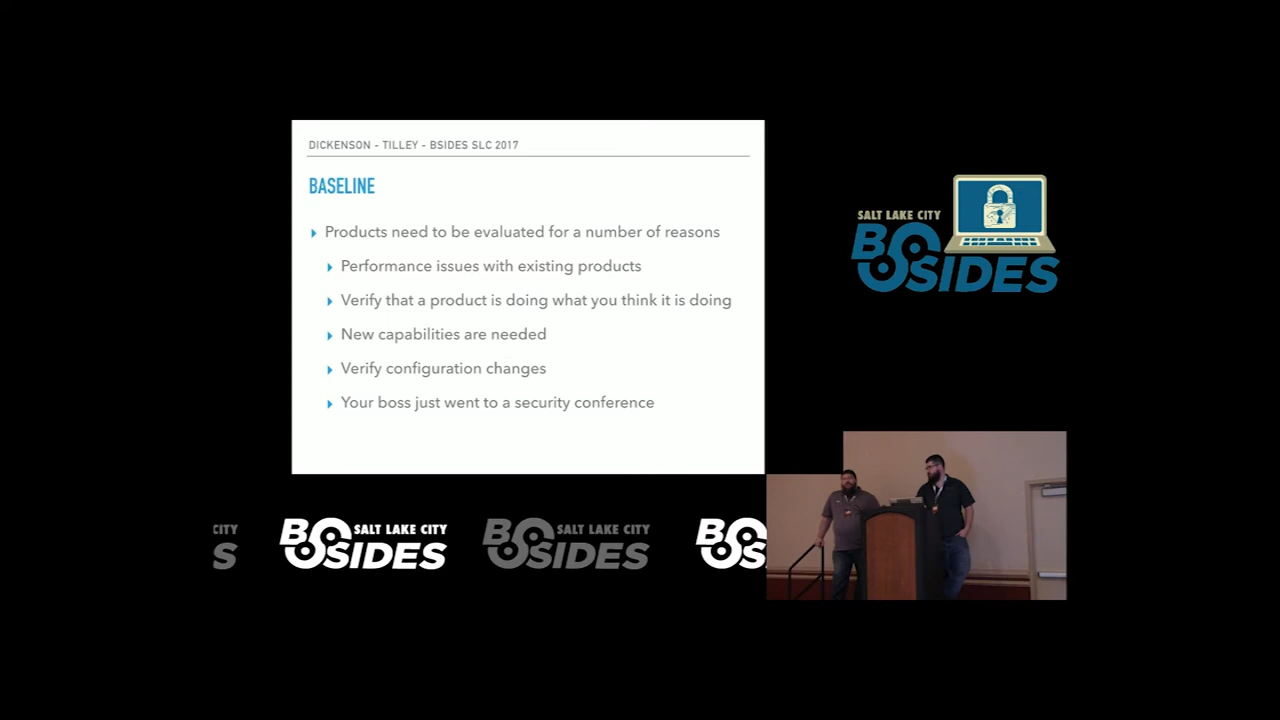 DICKENSON - TILLEY - BSIDES SLC 2017
BASELINE
Products need to be evaluated for a number of reasons
Performance issues with existing products
Verify that a product is doing what you think it is doing
New capabilities are needed
Verify configuration changes
Your boss just went to a security conference
SALT LAKE CITY
BSIDES
CITY
S
SALT LAKE CITY
BSIDES
SALT LAKE CITY
BSIDES
BS